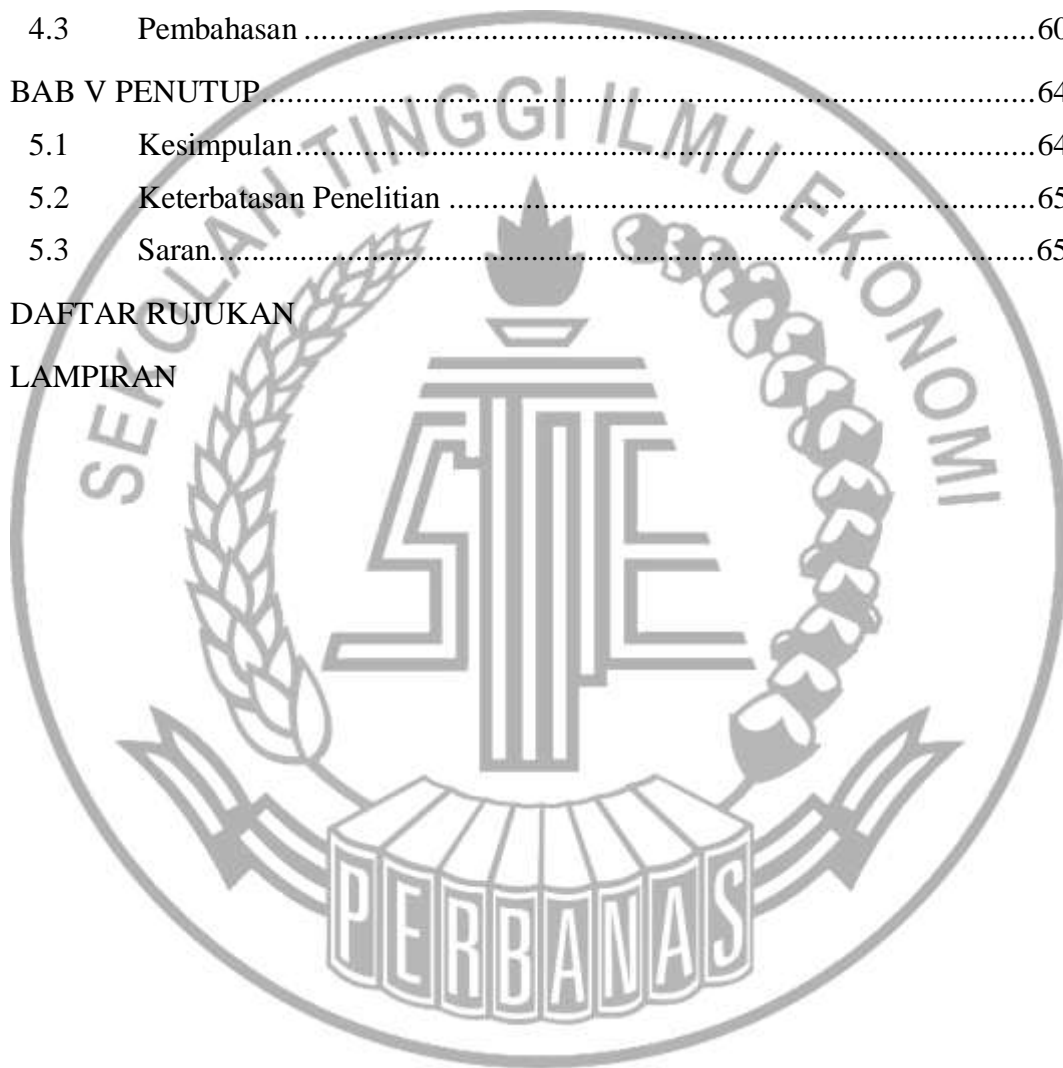 4.3 Pembahasan ........................................................................60
BAB V PENUTUP........................................................................64
5.1 Kesimpulan........................................................................64
5.2 Keterbatasan Penelitian ........................................................................65
5.3 Saran........................................................................65
DAFTAR RUJUKAN
LAMPIRAN
SEKOLAH TINGGI ILMU EKONOMI
STIE
PERBANAS